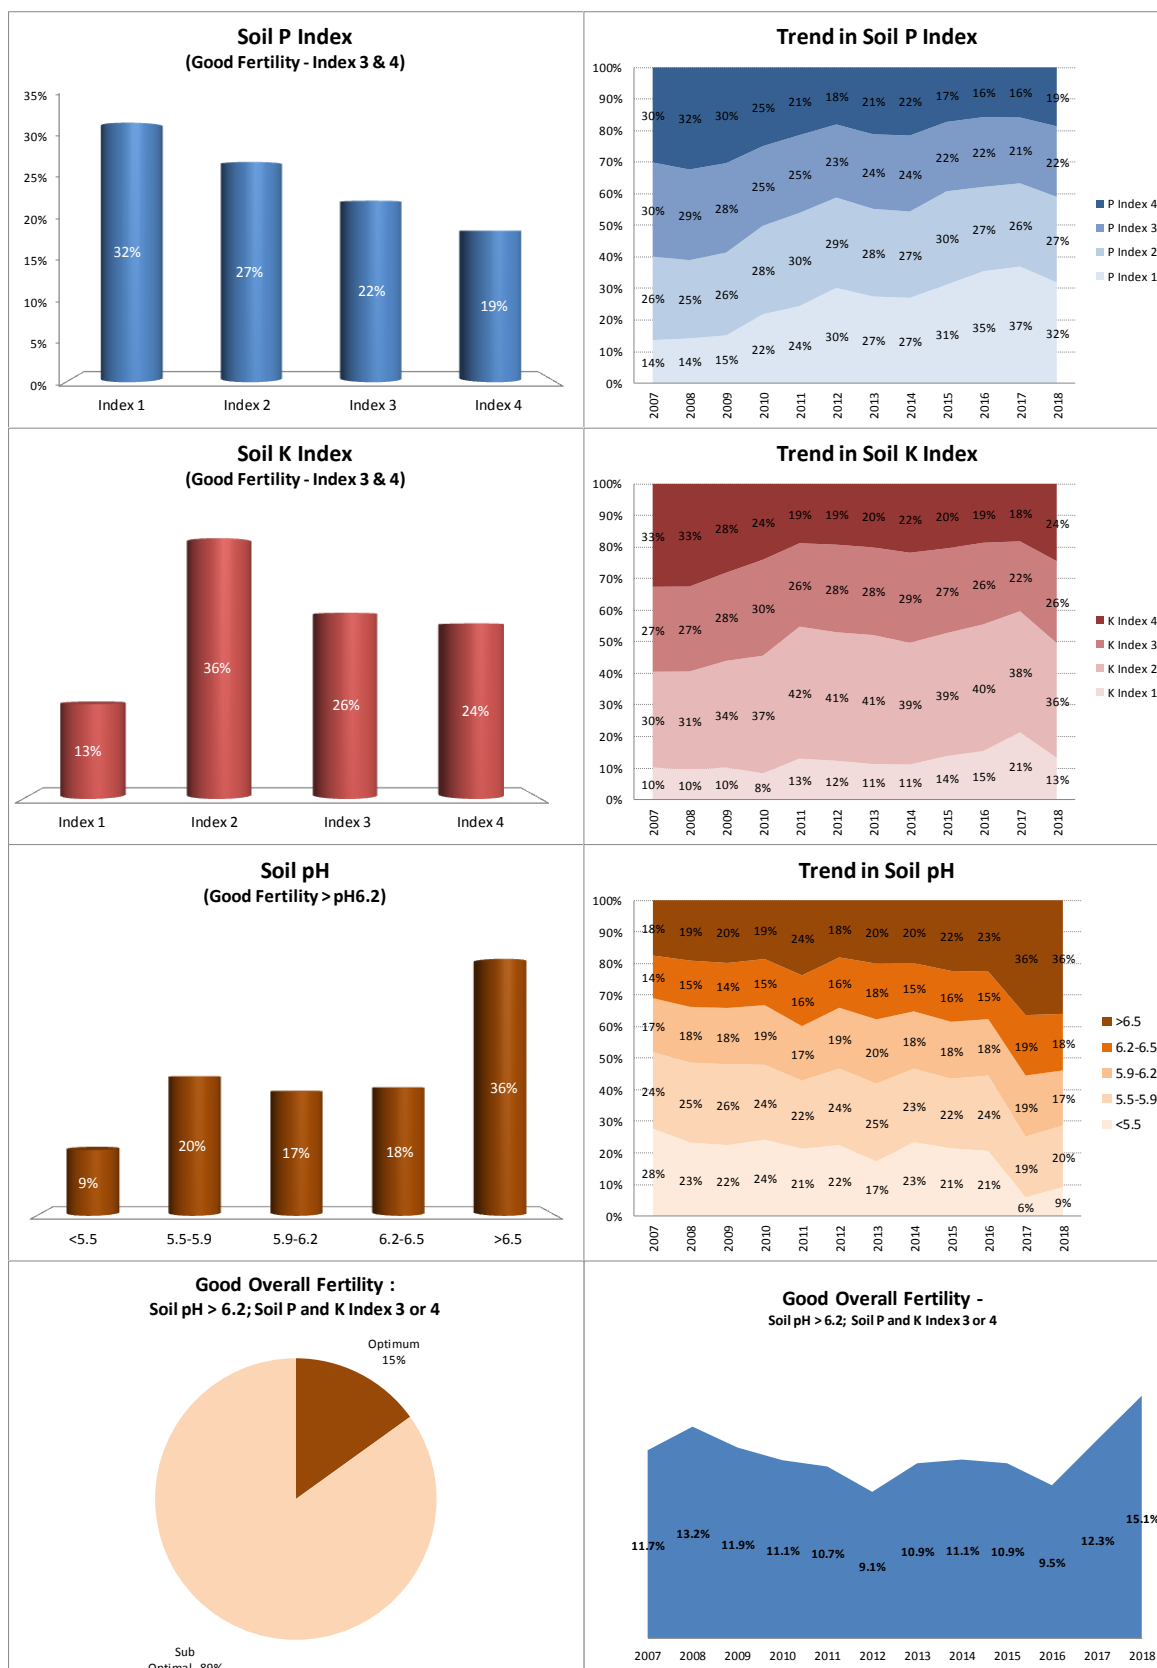 Soil P Index
(Good Fertility - Index 3 & 4)
35%
30%
25%
20%
15%
10%
5%
0%
32%
27%
22%
19%
Index 1 Index 2 Index 3 Index 4
Trend in Soil P Index
100%
90%
80%
70%
60%
50%
40%
30%
20%
10%
0%
30% 32% 30% 25% 21% 18% 21% 22% 17% 16% 16% 19%
30% 29% 28% 25% 25% 23% 24% 24% 22% 22% 21% 22%
26% 25% 26% 28% 30% 29% 28% 27% 30% 27% 26% 27%
14% 14% 15% 22% 24% 30% 27% 27% 31% 35% 37% 32%
2007 2008 2009 2010 2011 2012 2013 2014 2015 2016 2017 2018
P Index 4
P Index 3
P Index 2
P Index 1
Soil K Index
(Good Fertility - Index 3 & 4)
13%
36%
26%
24%
Index 1 Index 2 Index 3 Index 4
Trend in Soil K Index
100%
90%
80%
70%
60%
50%
40%
30%
20%
10%
0%
33% 33% 28% 24% 19% 19% 20% 22% 20% 19% 18% 24%
27% 27% 28% 30% 26% 28% 28% 29% 27% 26% 22% 26%
30% 31% 34% 37% 42% 41% 41% 39% 39% 40% 38% 36%
10% 10% 10% 8% 13% 12% 11% 11% 14% 15% 21% 13%
2007 2008 2009 2010 2011 2012 2013 2014 2015 2016 2017 2018
K Index 4
K Index 3
K Index 2
K Index 1
Soil pH
(Good Fertility > pH6.2)
9%
20%
17%
18%
36%
<5.5 5.5-5.9 5.9-6.2 6.2-6.5 >6.5
Trend in Soil pH
100%
90%
80%
70%
60%
50%
40%
30%
20%
10%
0%
18% 19% 20% 19% 24% 18% 20% 20% 22% 23% 36% 36%
14% 15% 14% 15% 16% 16% 18% 15% 16% 15% 19% 18%
17% 18% 18% 19% 17% 19% 20% 18% 18% 18% 19% 17%
24% 25% 26% 24% 22% 24% 25% 23% 22% 24% 19% 20%
28% 23% 22% 24% 21% 22% 17% 23% 21% 21% 6% 9%
2007 2008 2009 2010 2011 2012 2013 2014 2015 2016 2017 2018
>6.5
6.2-6.5
5.9-6.2
5.5-5.9
<5.5
Good Overall Fertility :
Soil pH > 6.2; Soil P and K Index 3 or 4
Optimum
15%
Sub
Optimal 89%
Good Overall Fertility -
Soil pH > 6.2; Soil P and K Index 3 or 4
11.7% 13.2% 11.9% 11.1% 10.7% 9.1% 10.9% 11.1% 10.9% 9.5% 12.3% 15.1%
2007 2008 2009 2010 2011 2012 2013 2014 2015 2016 2017 2018